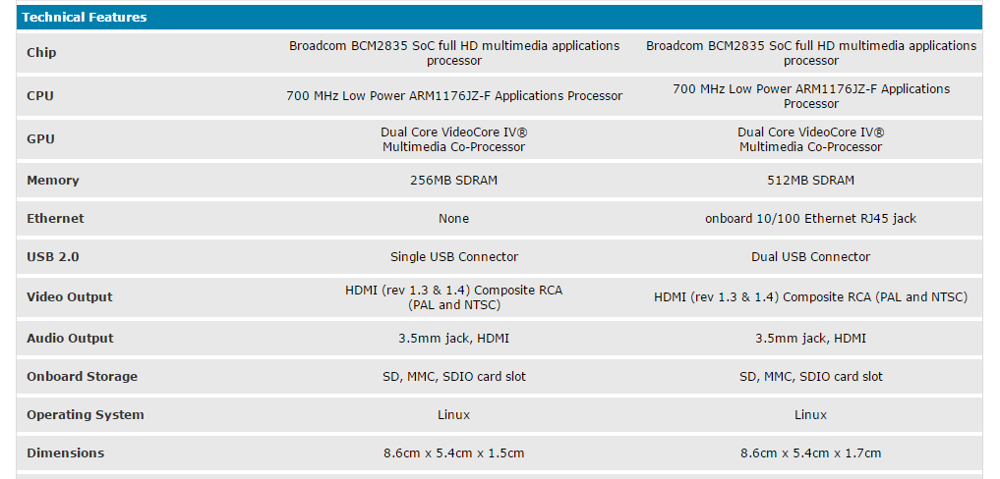 Technical Features
Chip
Broadcom BCM2835 SoC full HD multimedia applications
processor
Broadcom BCM2835 SoC full HD multimedia applications
processor
CPU
700 MHz Low Power ARM1176JZ-F Applications Processor
700 MHz Low Power ARM1176JZ-F Applications
Processor
GPU
Dual Core VideoCore IV®
Multimedia Co-Processor
Dual Core VideoCore IV®
Multimedia Co-Processor
Memory
256MB SDRAM
512MB SDRAM
Ethernet
None
onboard 10/100 Ethernet RJ45 jack
USB 2.0
Single USB Connector
Dual USB Connector
Video Output
HDMI (rev 1.3 & 1.4) Composite RCA
(PAL and NTSC)
HDMI (rev 1.3 & 1.4) Composite RCA (PAL and NTSC)
Audio Output
3.5mm jack, HDMI
3.5mm jack, HDMI
Onboard Storage
SD, MMC, SDIO card slot
SD, MMC, SDIO card slot
Operating System
Linux
Linux
Dimensions
8.6cm x 5.4cm x 1.5cm
8.6cm x 5.4cm x 1.7cm